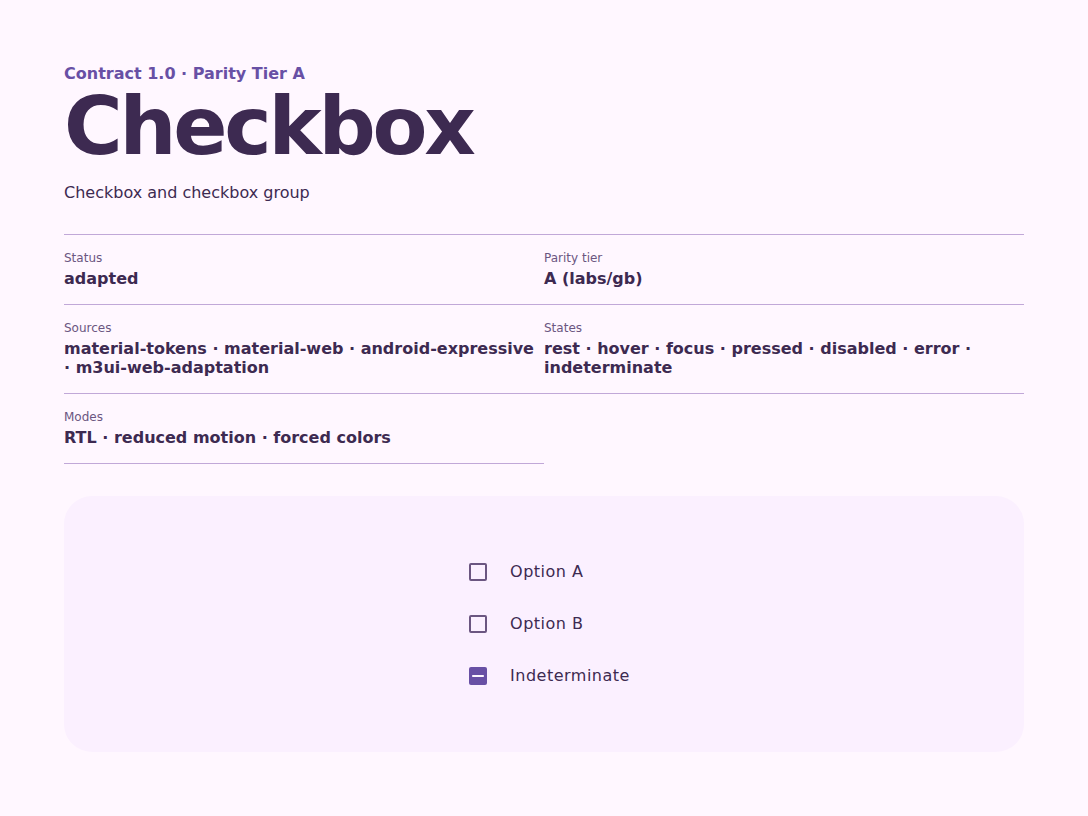 Contract 1.0 · Parity Tier A
Checkbox
Checkbox and checkbox group
Status
adapted
Parity tier
A (labs/gb)
Sources
material-tokens · material-web · android-expressive
· m3ui-web-adaptation
States
rest · hover · focus · pressed · disabled · error ·
indeterminate
Modes
RTL · reduced motion · forced colors
Option A
Option B
Indeterminate